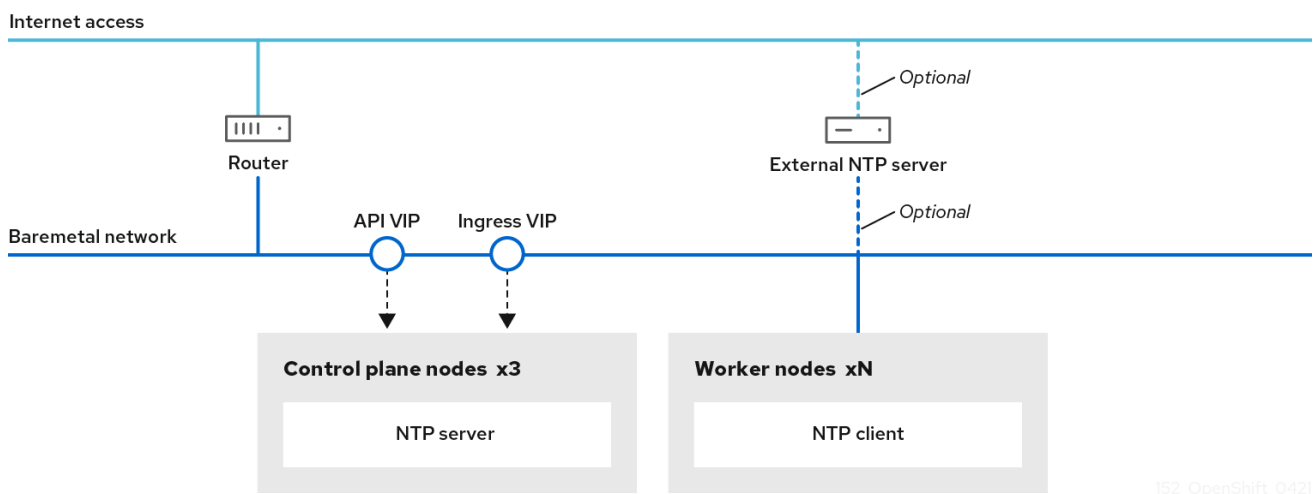 Internet access
Optional
Router
External NTP server
API VIP
Ingress VIP
Optional
Baremetal network
Control plane nodes x3
Worker nodes xN
NTP server
NTP client
152_OpenShift_0421